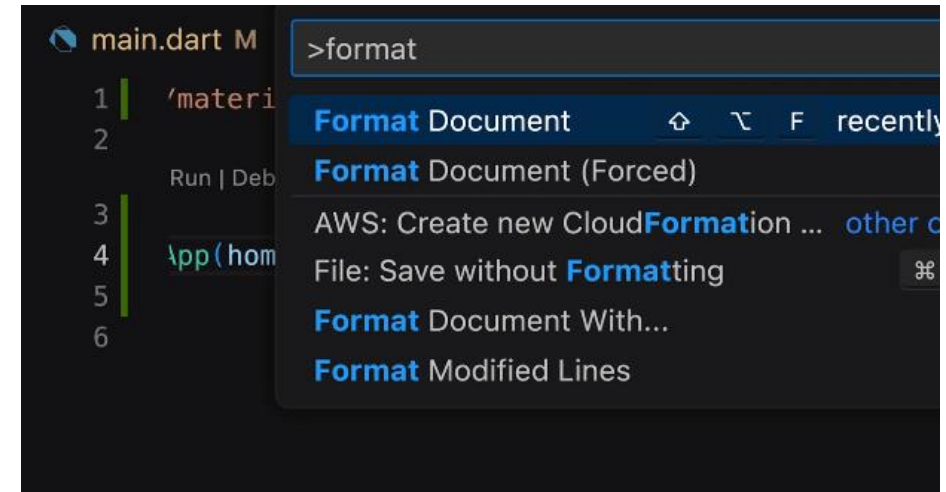 main.dart M
>format
1 'materi
2
Run | Deb
3
4 App(hom
5
6
Format Document ⇧ ⌥ F recently
Format Document (Forced)
AWS: Create new CloudFormation ... other c
File: Save without Formatting ⌘
Format Document With...
Format Modified Lines